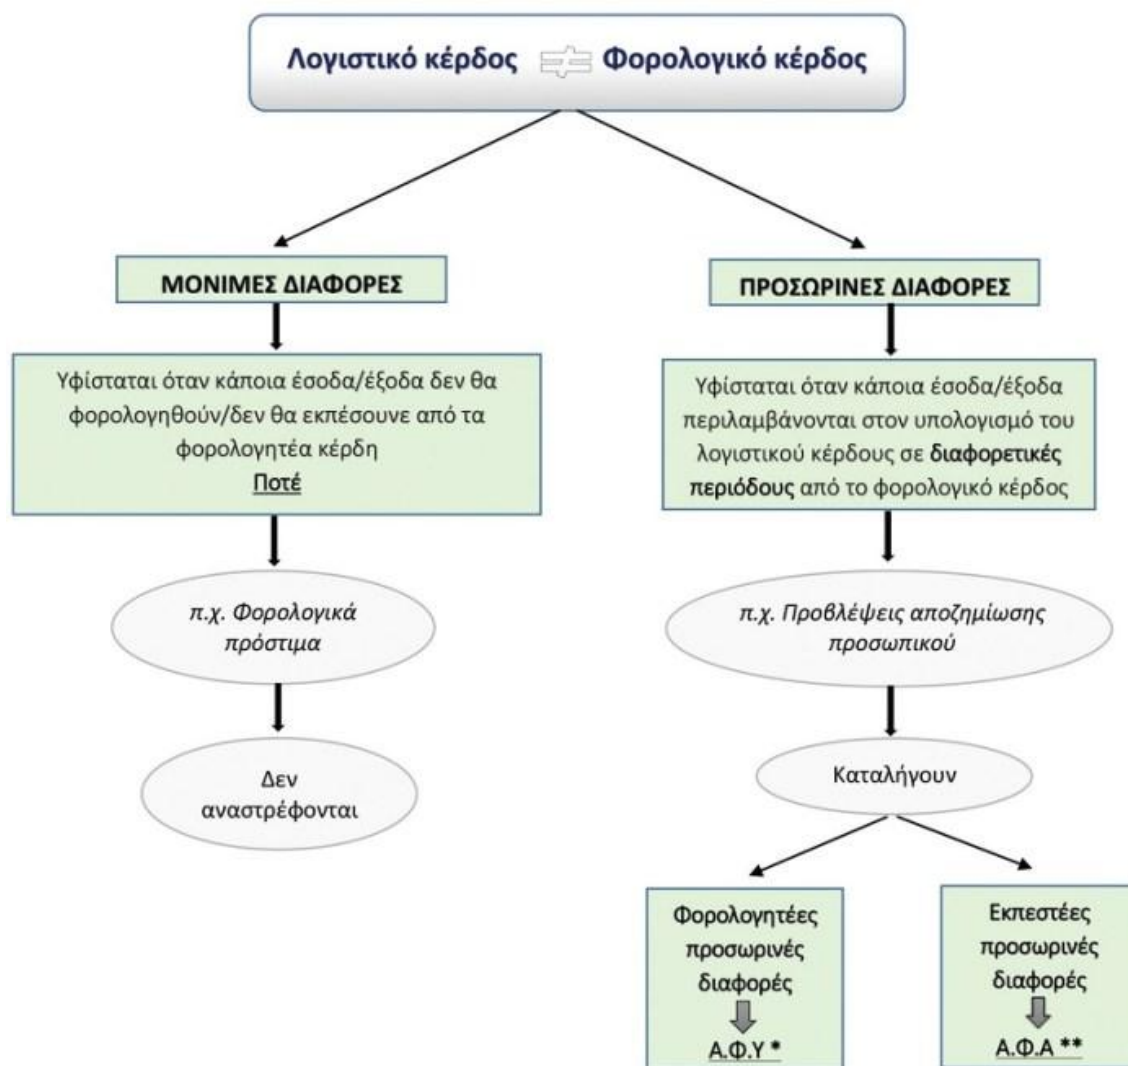 Λογιστικό κέρδος ≠ Φορολογικό κέρδος
ΜΟΝΙΜΕΣ ΔΙΑΦΟΡΕΣ
Υφίσταται όταν κάποια έσοδα/έξοδα δεν θα
φορολογηθούν/δεν θα εκπέσουνε από τα
φορολογητέα κέρδη
Ποτέ
π.χ. Φορολογικά
πρόστιμα
Δεν
αναστρέφονται
ΠΡΟΣΩΡΙΝΕΣ ΔΙΑΦΟΡΕΣ
Υφίσταται όταν κάποια έσοδα/έξοδα
περιλαμβάνονται στον υπολογισμό του
λογιστικού κέρδους σε διαφορετικές
περιόδους από το φορολογικό κέρδος
π.χ. Προβλέψεις αποζημίωσης
προσωπικού
Καταλήγουν
Φορολογητέες
προσωρινές
διαφορές
Α.Φ.Υ *
Εκπεστέες
προσωρινές
διαφορές
Α.Φ.Α **